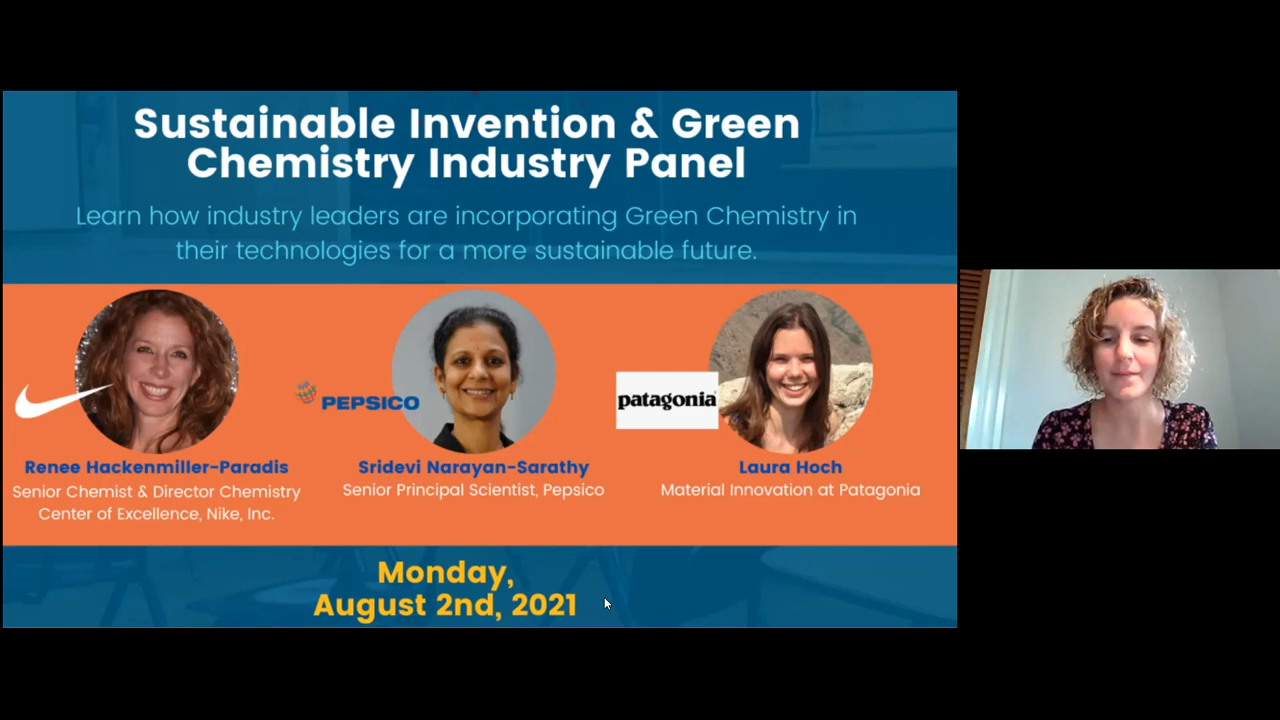 Sustainable Invention & Green
Chemistry Industry Panel
Learn how industry leaders are incorporating Green Chemistry in
their technologies for a more sustainable future.
PEPSICO
patagonia
Renee Hackenmiller-Paradis
Senior Chemist & Director Chemistry
Center of Excellence, Nike, Inc.
Sridevi Narayan-Sarathy
Senior Principal Scientist, Pepsico
Laura Hoch
Material Innovation at Patagonia
Monday,
August 2nd, 2021